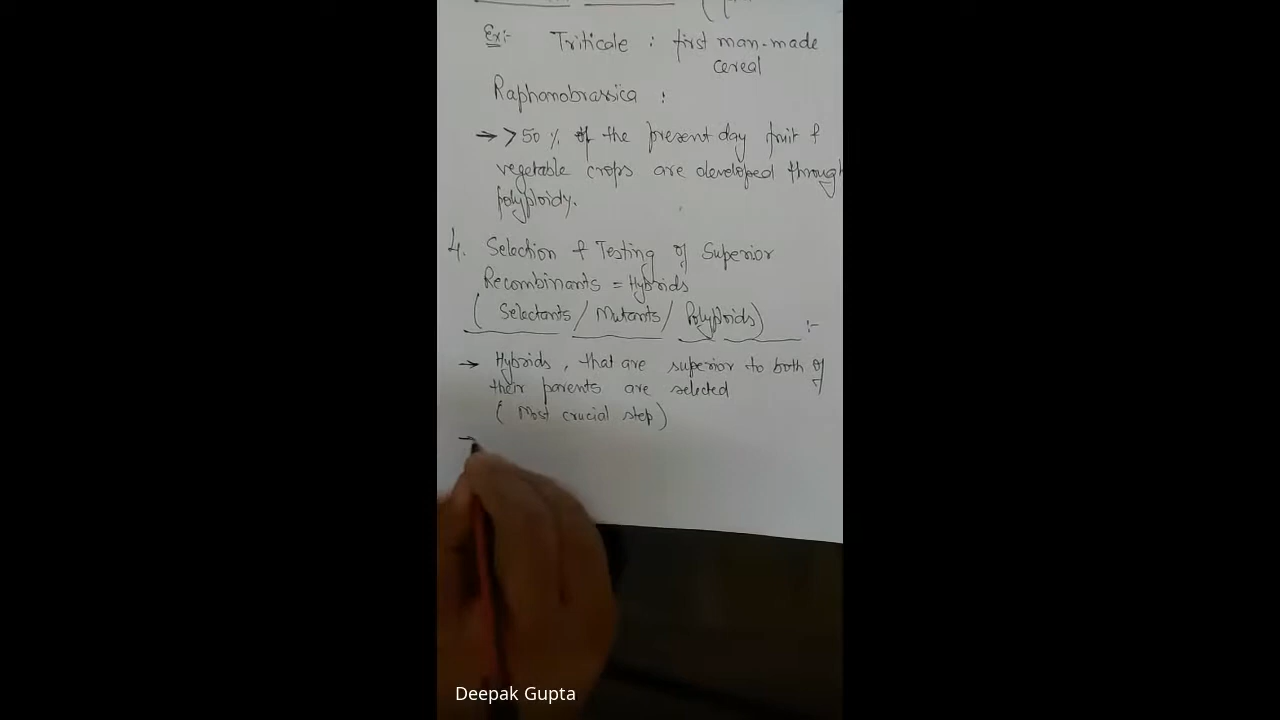 Ex:- Triticale : first man-made
cereal
Raphanobrassica :
→ >50 % of the present day fruit &
vegetable crops are developed through
polyploidy.
4. Selection & Testing of Superior
Recombinants = Hybrids
( Selectants / Mutants / Polyploids) :-
→ Hybrids, that are superior to both of
their parents are selected
( Most crucial step)
→
Deepak Gupta